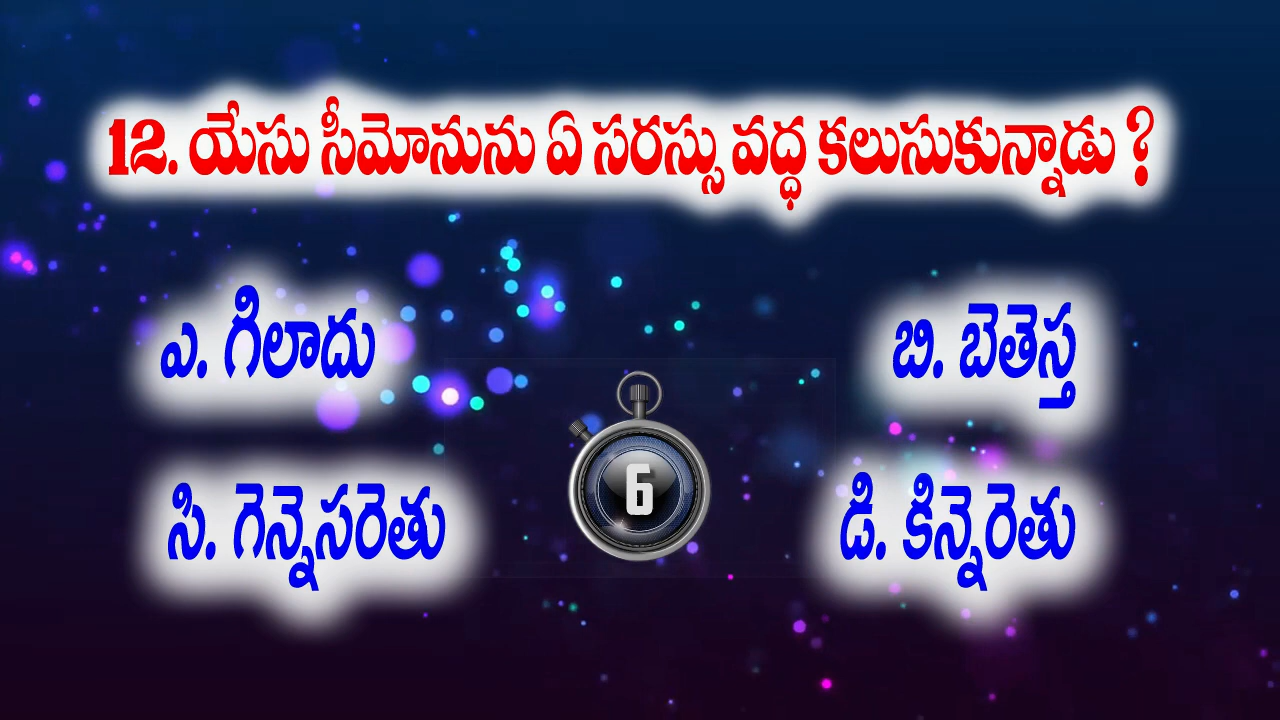 12. యేసు సీమోనును ఏ సరస్సు వద్ధ కలుసుకున్నాడు ?
ఎ. గిలాదు
బి. బెతెస్త
6
సి. గెన్నెసరెతు
డి. కిన్నెరెతు